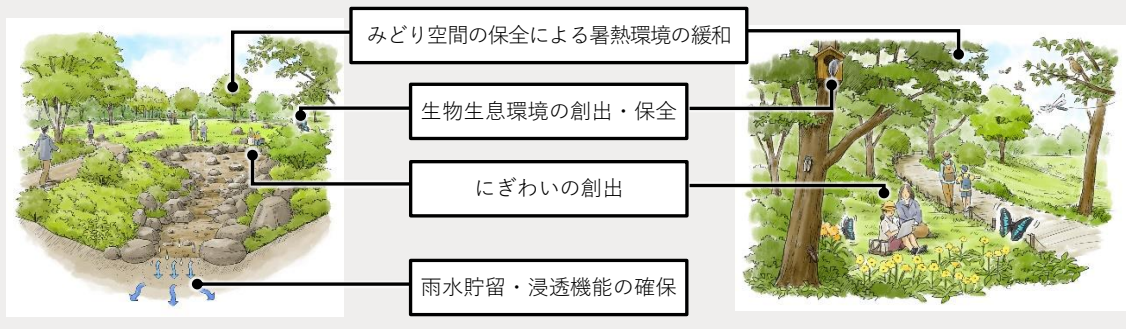 みどり空間の保全による暑熱環境の緩和
生物生息環境の創出・保全
にぎわいの創出
雨水貯留・浸透機能の確保